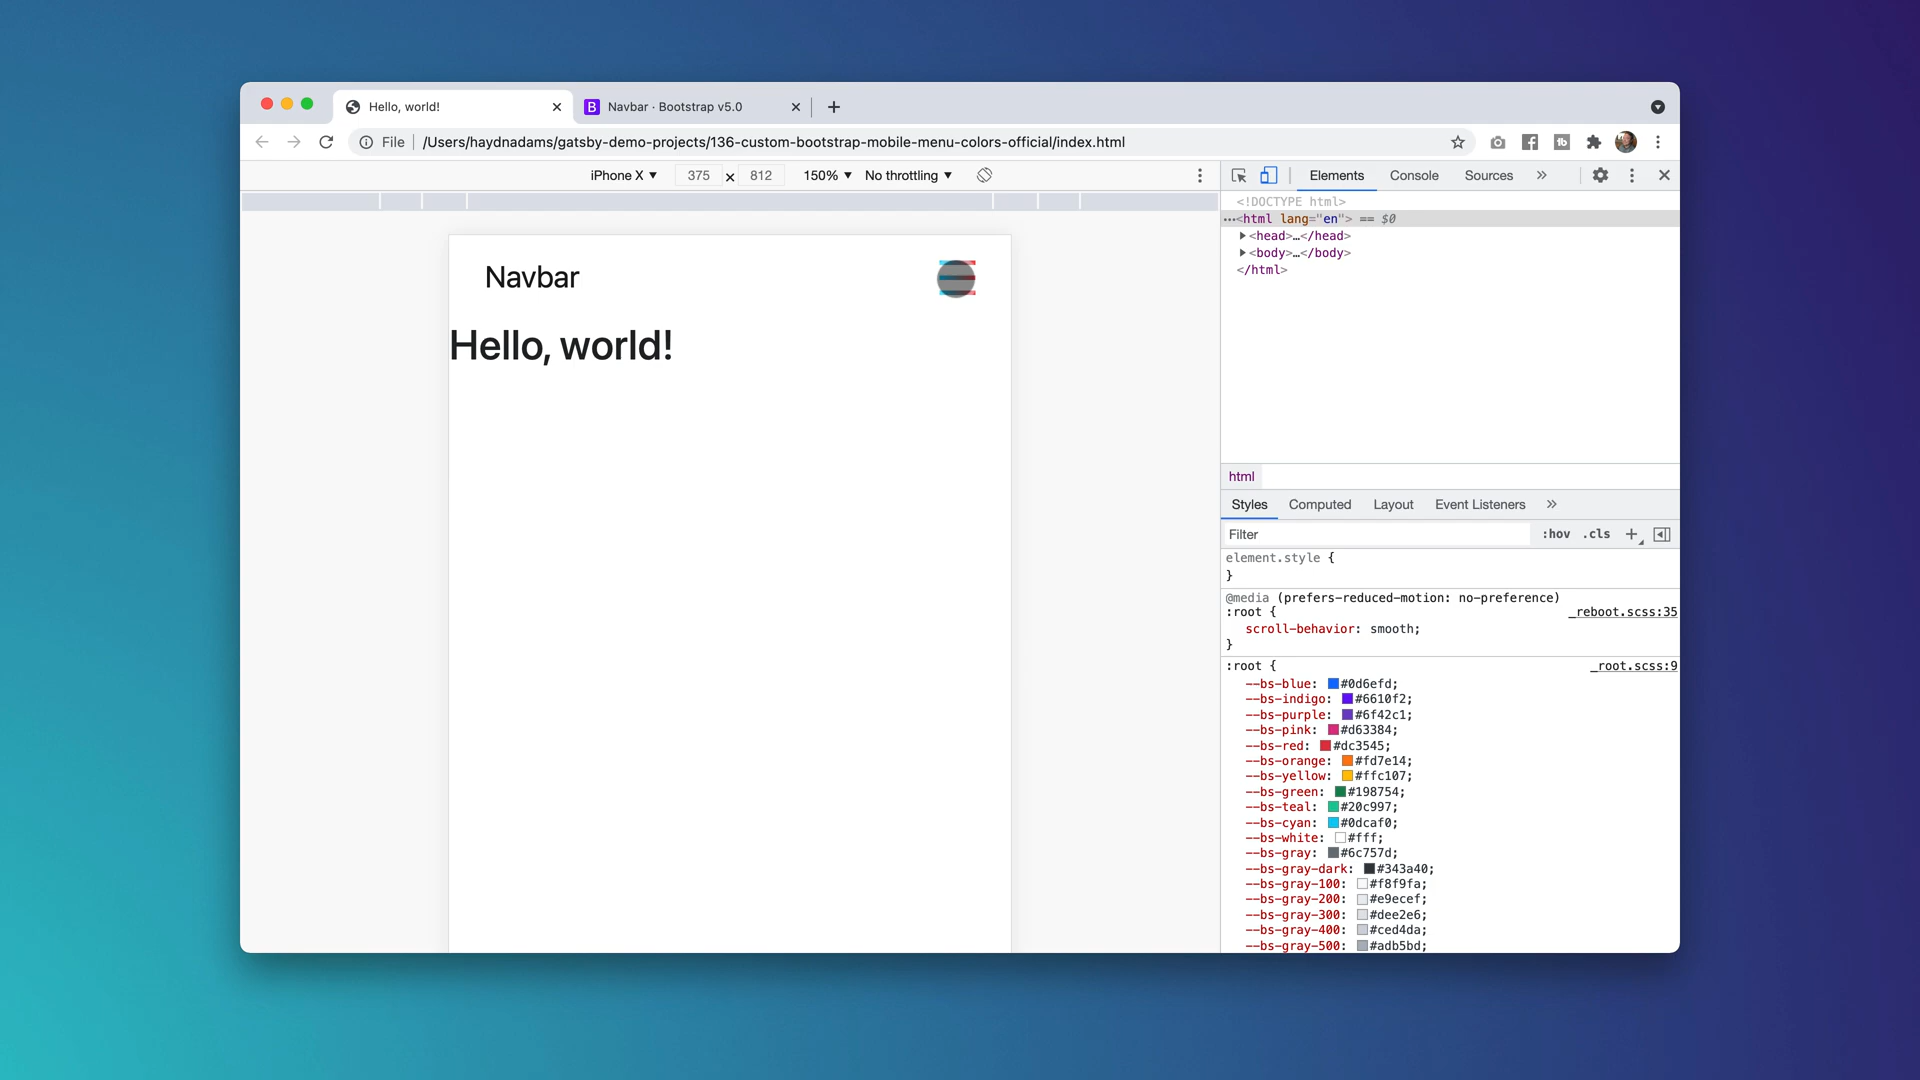 Hello, world!
Navbar · Bootstrap v5.0
File
/Users/haydnadams/gatsby-demo-projects/136-custom-bootstrap-mobile-menu-colors-official/index.html
iPhone X 375 × 812 150% No throttling
Elements Console Sources »
<!DOCTYPE html>
…<html lang="en"> == $0
<head>…</head>
<body>…</body>
</html>
Navbar
Hello, world!
html
Styles Computed Layout Event Listeners »
Filter :hov .cls +
element.style {
}
@media (prefers-reduced-motion: no-preference)
:root { _reboot.scss:35
scroll-behavior: smooth;
}
:root { _root.scss:9
--bs-blue: #0d6efd;
--bs-indigo: #6610f2;
--bs-purple: #6f42c1;
--bs-pink: #d63384;
--bs-red: #dc3545;
--bs-orange: #fd7e14;
--bs-yellow: #ffc107;
--bs-green: #198754;
--bs-teal: #20c997;
--bs-cyan: #0dcaf0;
--bs-white: #fff;
--bs-gray: #6c757d;
--bs-gray-dark: #343a40;
--bs-gray-100: #f8f9fa;
--bs-gray-200: #e9ecef;
--bs-gray-300: #dee2e6;
--bs-gray-400: #ced4da;
--bs-gray-500: #adb5bd;